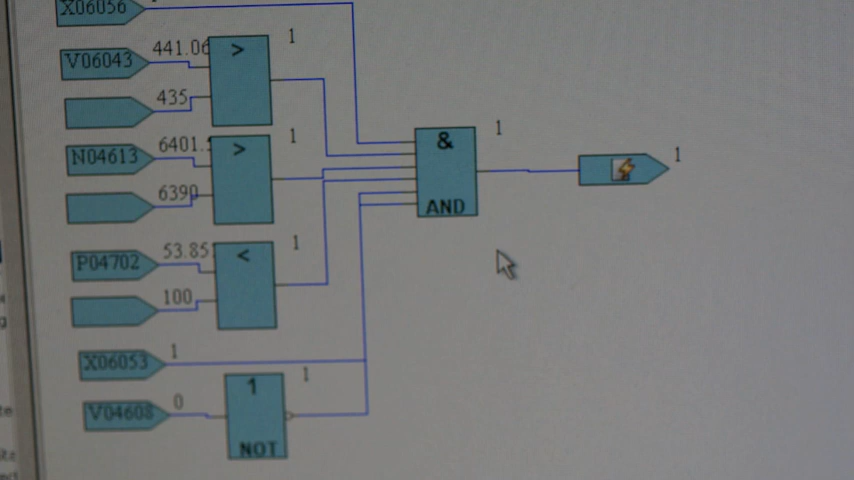 X06056
441.06
V06043
>
1
435
&
1
6401.
N04613
>
1
1
6390
AND
53.85
P04702
<
1
100
1
X06053
1
1
0
V04608
NOT